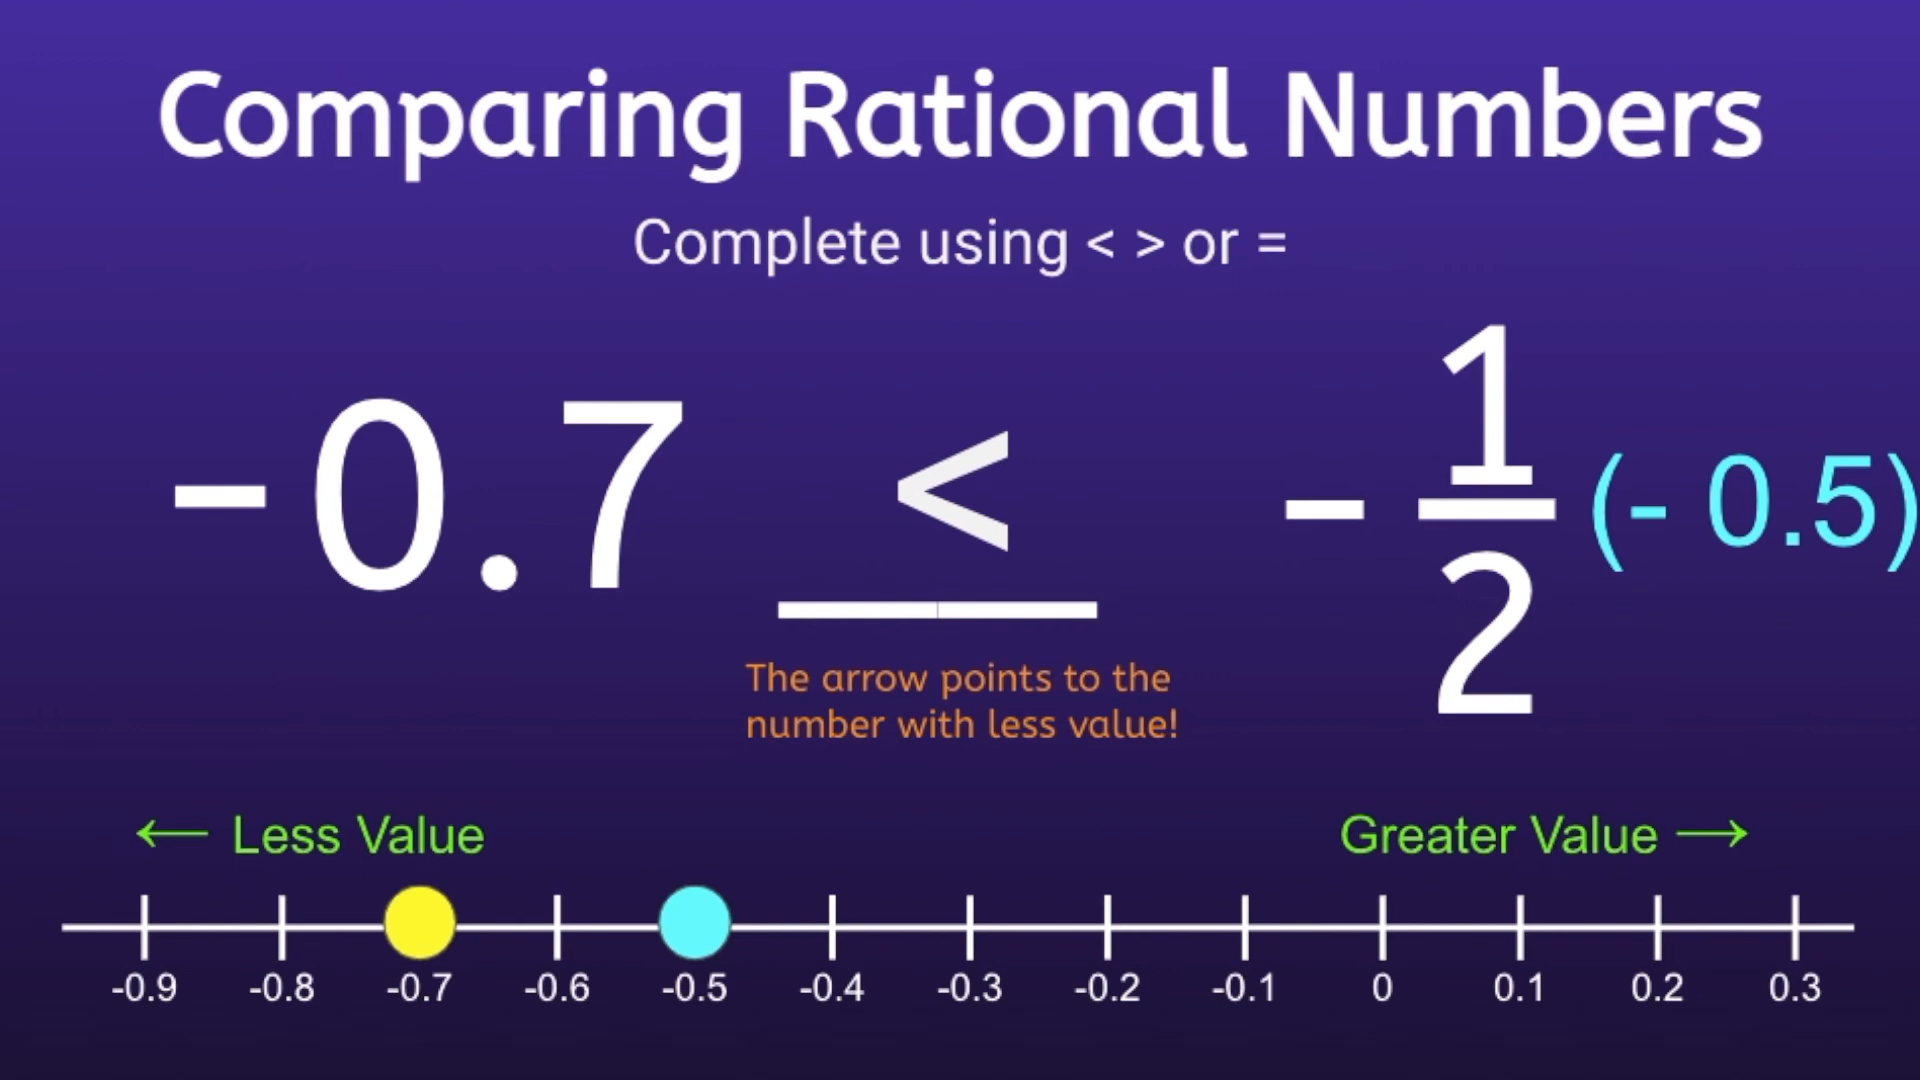 Comparing Rational Numbers
Complete using < > or =
-0.7 < - 1/2 (- 0.5)
The arrow points to the
number with less value!
← Less Value Greater Value →
-0.9 -0.8 -0.7 -0.6 -0.5 -0.4 -0.3 -0.2 -0.1 0 0.1 0.2 0.3